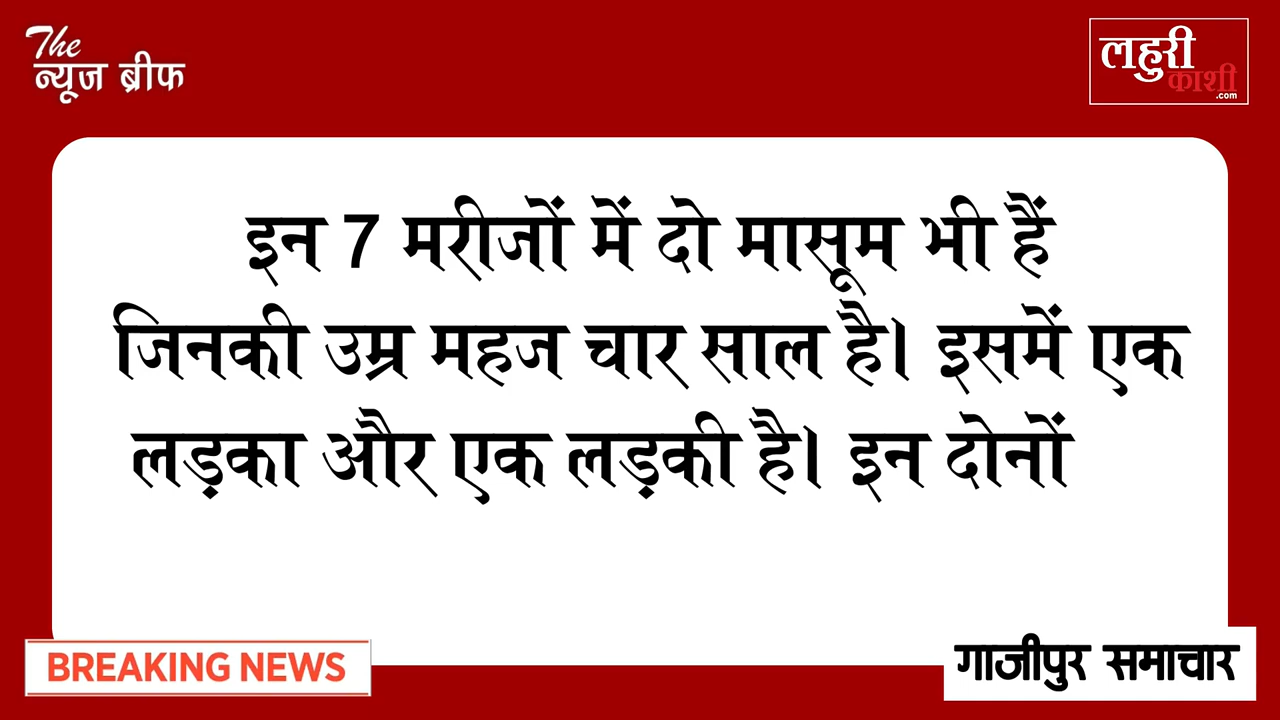 The
न्यूज ब्रीफ
लहुरी
काशी
.com
इन 7 मरीजों में दो मासूम भी हैं
जिनकी उम्र महज चार साल है। इसमें एक
लड़का और एक लड़की है। इन दोनों
BREAKING NEWS
गाजीपुर समाचार